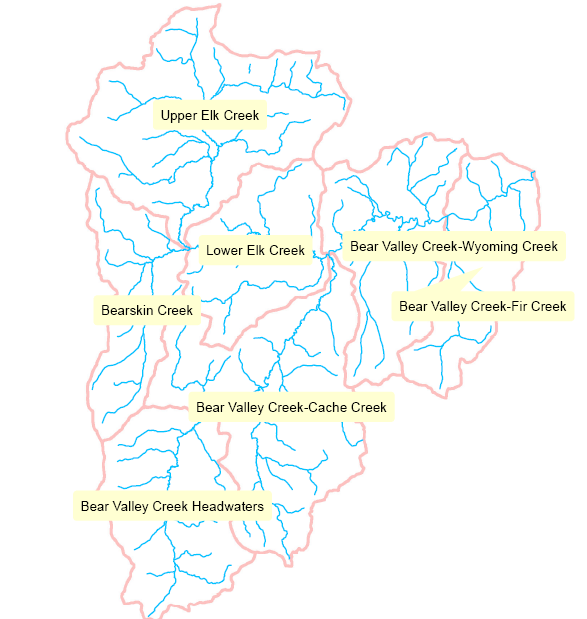 Upper Elk Creek
Lower Elk Creek
Bear Valley Creek-Wyoming Creek
Bearskin Creek
Bear Valley Creek-Fir Creek
Bear Valley Creek-Cache Creek
Bear Valley Creek Headwaters